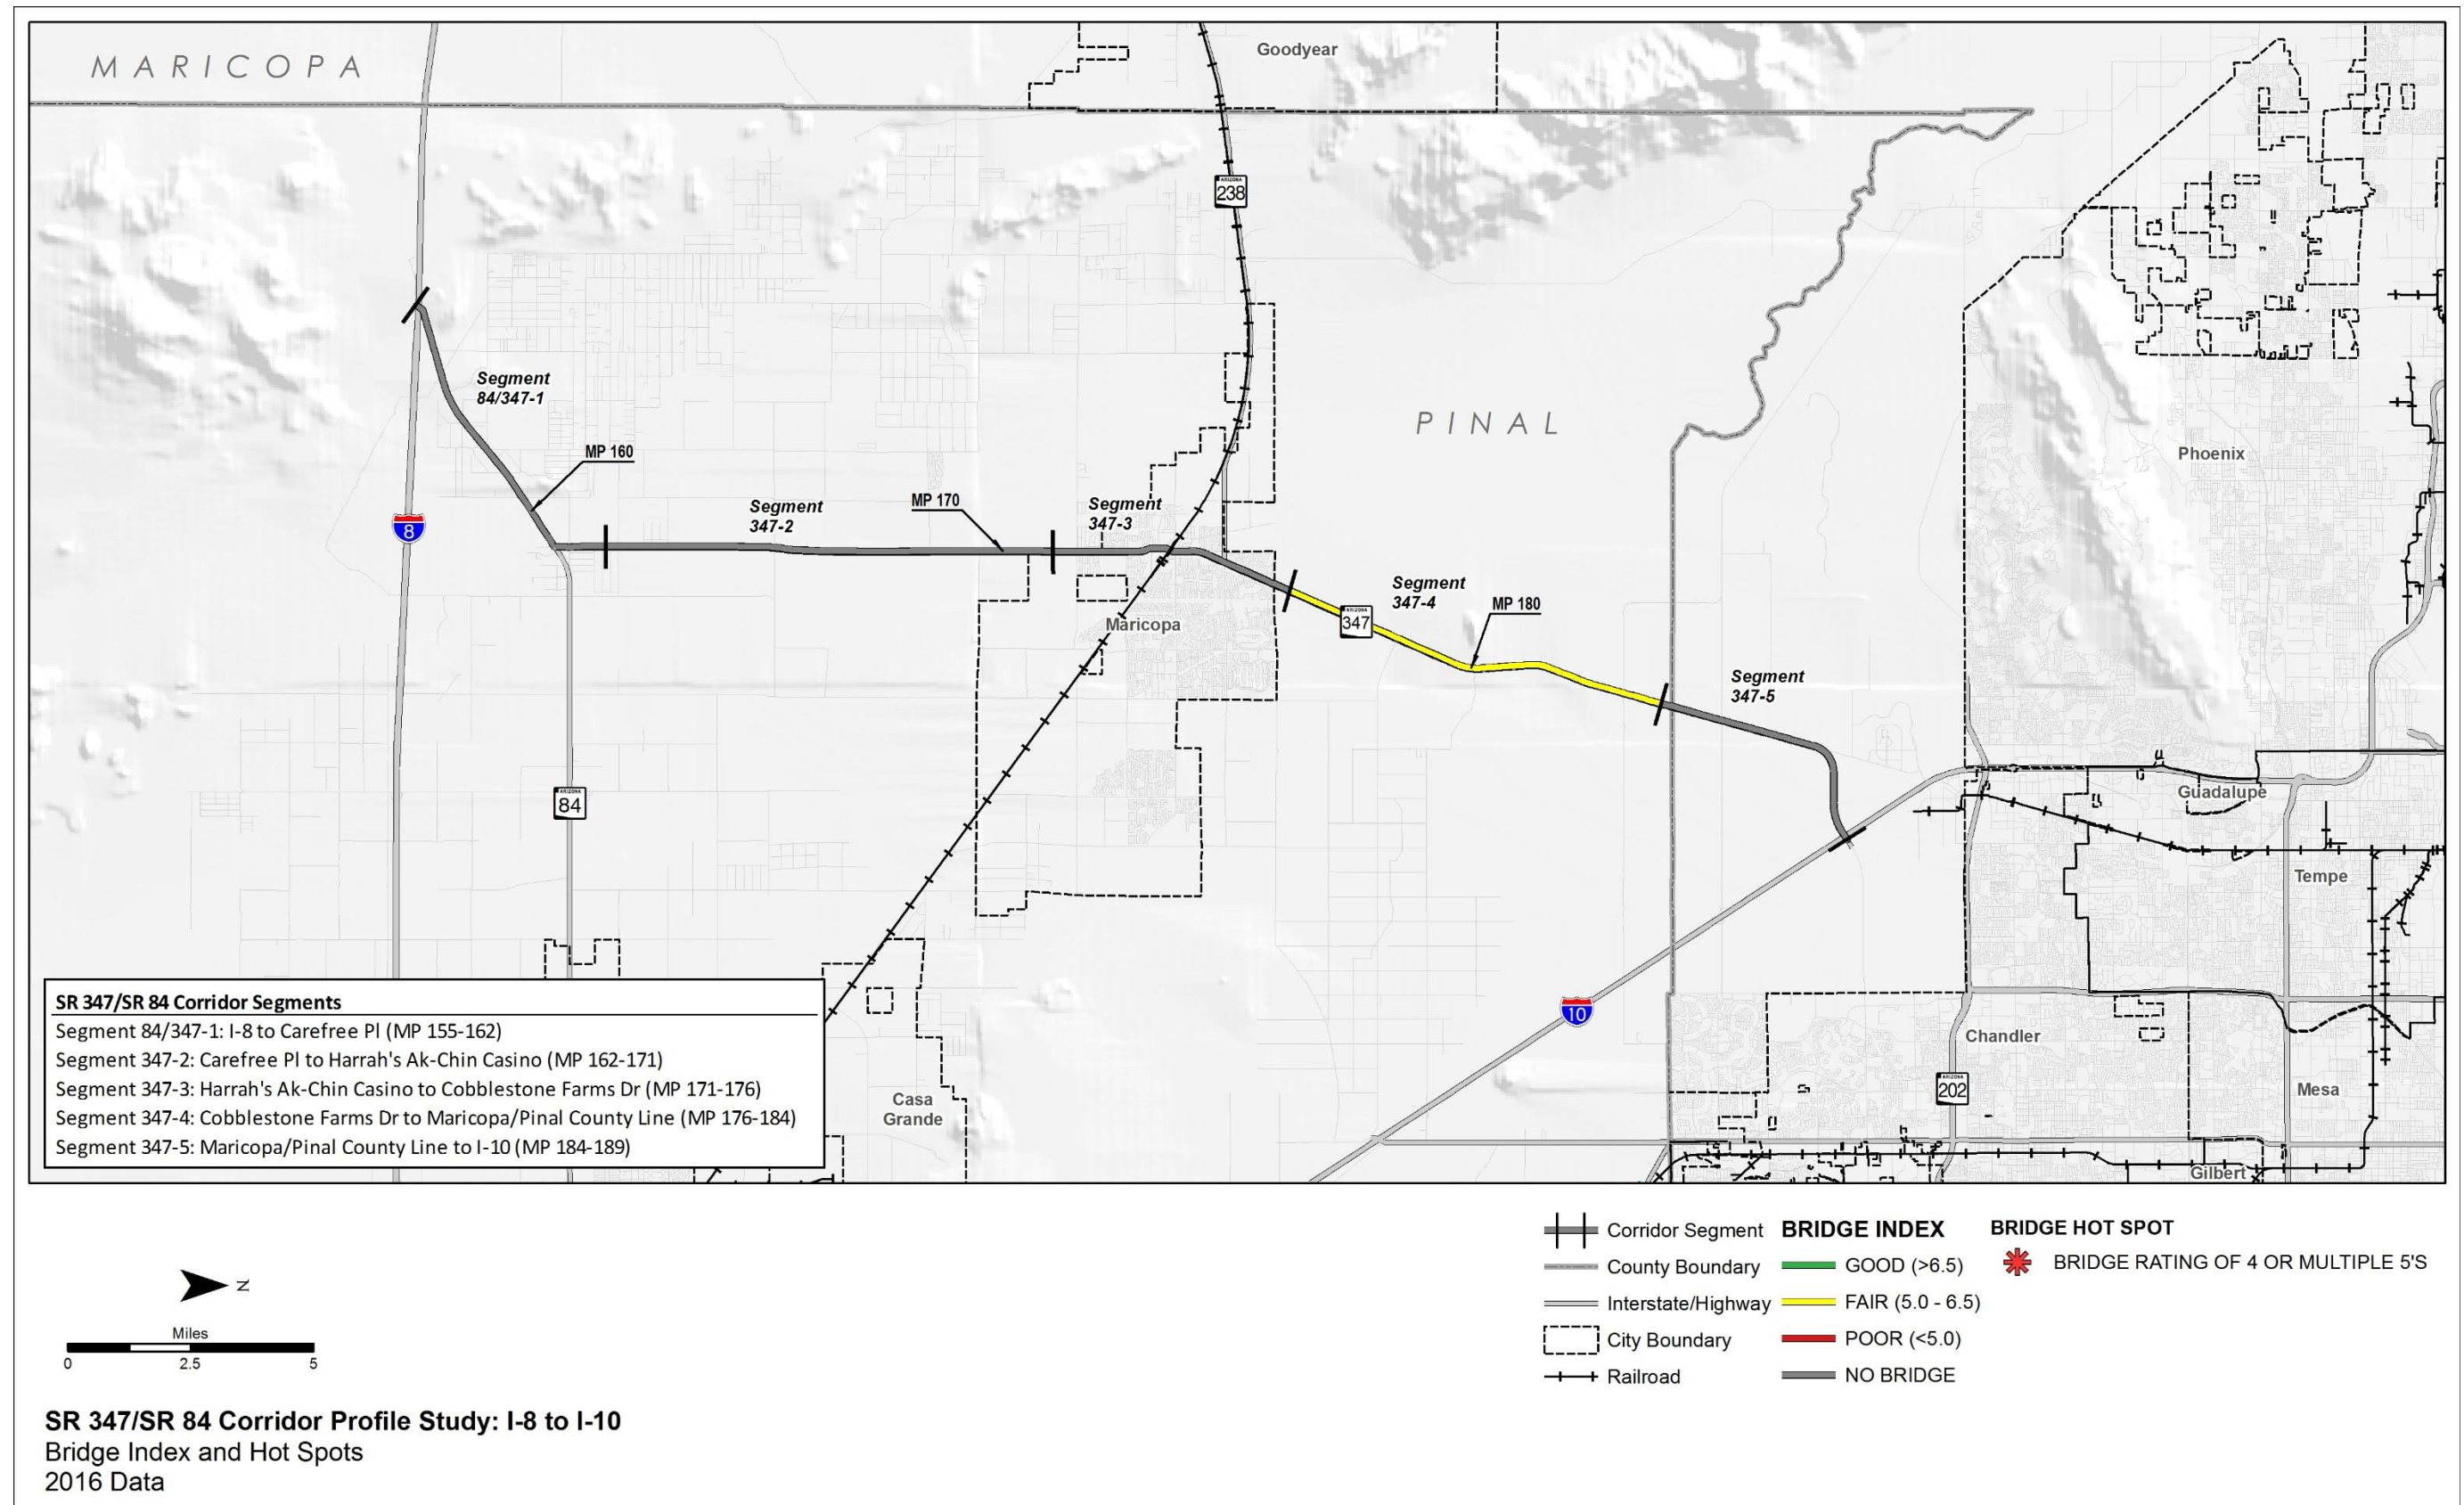 MARICOPA
Goodyear
ARIZONA
238
Segment
84/347-1
MP 160
PINAL
Phoenix
Segment
347-2
MP 170
Segment
347-3
8
Segment
347-4
MP 180
ARIZONA
347
Maricopa
Segment
347-5
ARIZONA
84
Guadalupe
Tempe
10
Chandler
ARIZONA
202
Mesa
Casa
Grande
Gilbert
SR 347/SR 84 Corridor Segments
Segment 84/347-1: I-8 to Carefree Pl (MP 155-162)
Segment 347-2: Carefree Pl to Harrah's Ak-Chin Casino (MP 162-171)
Segment 347-3: Harrah's Ak-Chin Casino to Cobblestone Farms Dr (MP 171-176)
Segment 347-4: Cobblestone Farms Dr to Maricopa/Pinal County Line (MP 176-184)
Segment 347-5: Maricopa/Pinal County Line to I-10 (MP 184-189)
Corridor Segment
County Boundary
Interstate/Highway
City Boundary
Railroad
BRIDGE INDEX
GOOD (>6.5)
FAIR (5.0 - 6.5)
POOR (<5.0)
NO BRIDGE
BRIDGE HOT SPOT
BRIDGE RATING OF 4 OR MULTIPLE 5'S
N
Miles
0 2.5 5
SR 347/SR 84 Corridor Profile Study: I-8 to I-10
Bridge Index and Hot Spots
2016 Data